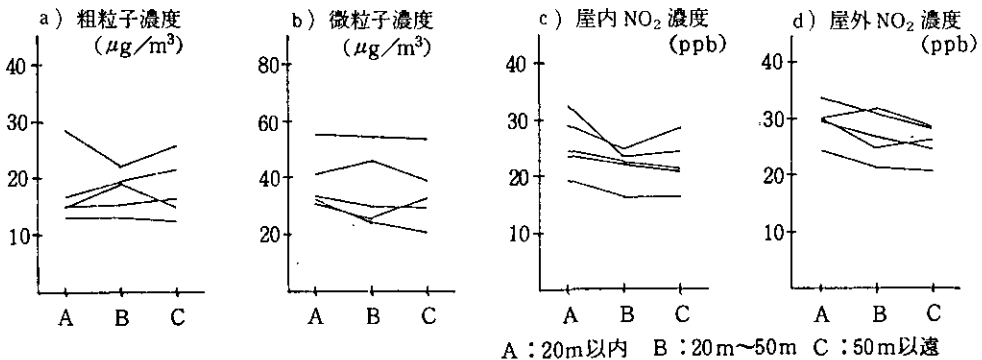 a）粗粒子濃度
（μg／m³）
40
30
20
10
A B C
b）微粒子濃度
（μg／m³）
80
60
40
20
A B C
c）屋内 NO₂ 濃度
（ppb）
40
30
20
10
A B C
d）屋外 NO₂ 濃度
（ppb）
40
30
20
10
A B C
A：20m以内 B：20m～50m C：50m以遠